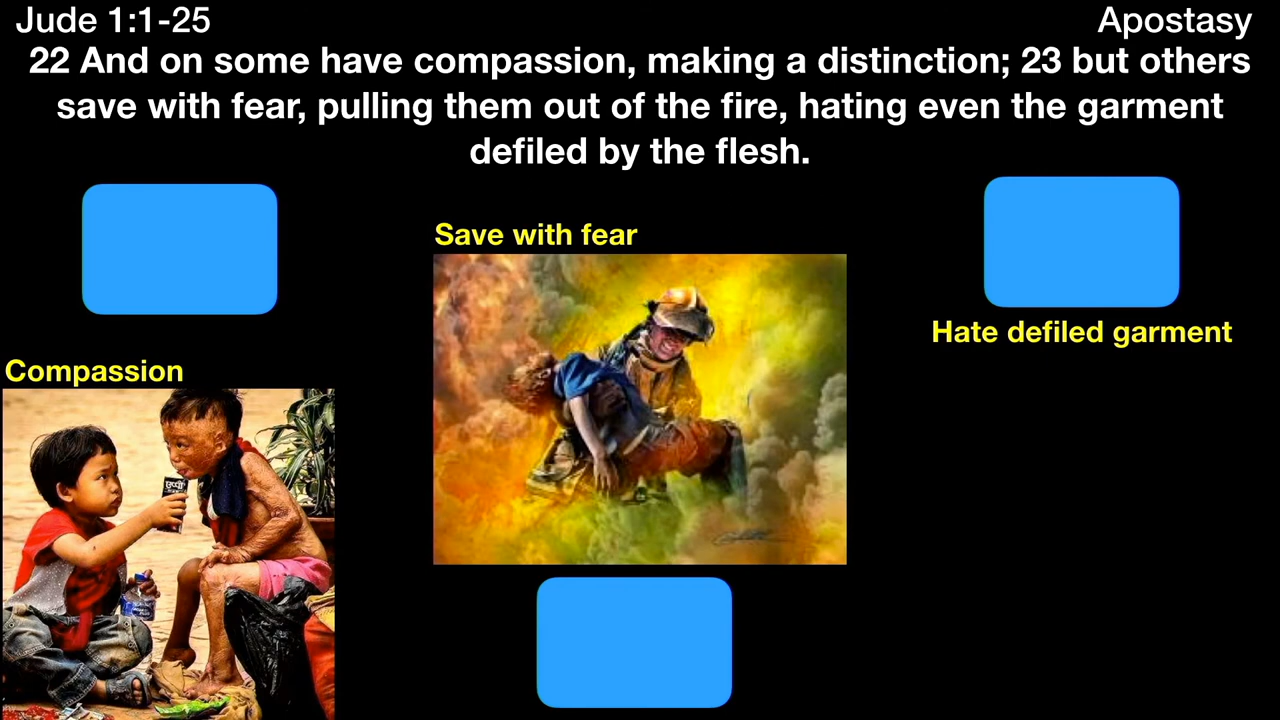 Jude 1:1-25
Apostasy
22 And on some have compassion, making a distinction; 23 but others
save with fear, pulling them out of the fire, hating even the garment
defiled by the flesh.
Save with fear
Hate defiled garment
Compassion